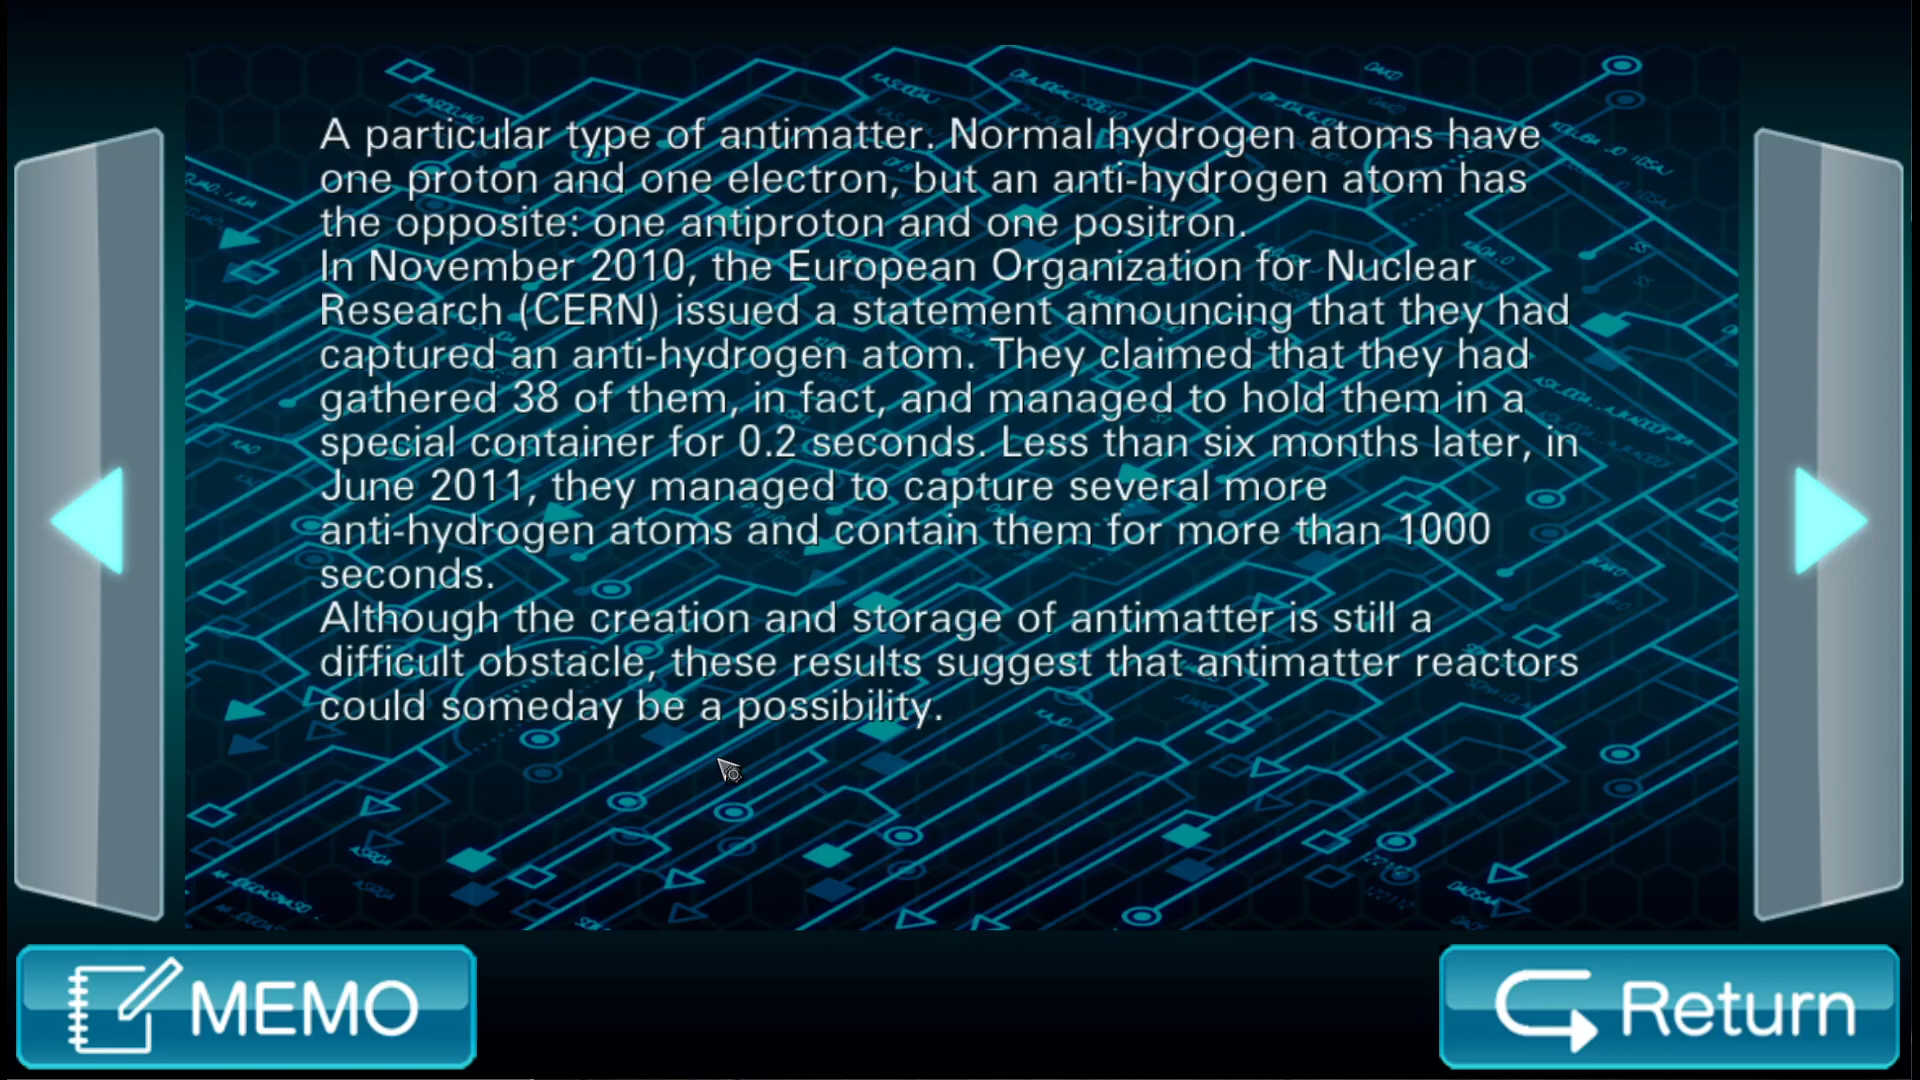 A particular type of antimatter. Normal hydrogen atoms have
one proton and one electron, but an anti-hydrogen atom has
the opposite: one antiproton and one positron.
In November 2010, the European Organization for Nuclear
Research (CERN) issued a statement announcing that they had
captured an anti-hydrogen atom. They claimed that they had
gathered 38 of them, in fact, and managed to hold them in a
special container for 0.2 seconds. Less than six months later, in
June 2011, they managed to capture several more
anti-hydrogen atoms and contain them for more than 1000
seconds.
Although the creation and storage of antimatter is still a
difficult obstacle, these results suggest that antimatter reactors
could someday be a possibility.
MEMO
Return